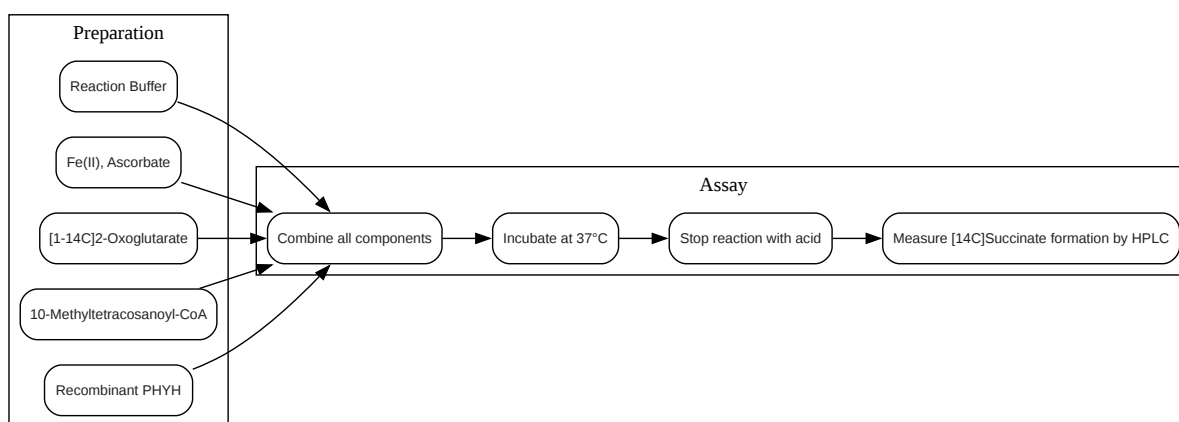 Preparation
Reaction Buffer
Fe(II), Ascorbate
[1-14C]2-Oxoglutarate
10-Methyltetracosanoyl-CoA
Recombinant PHYH
Assay
Combine all components
Incubate at 37°C
Stop reaction with acid
Measure [14C]Succinate formation by HPLC